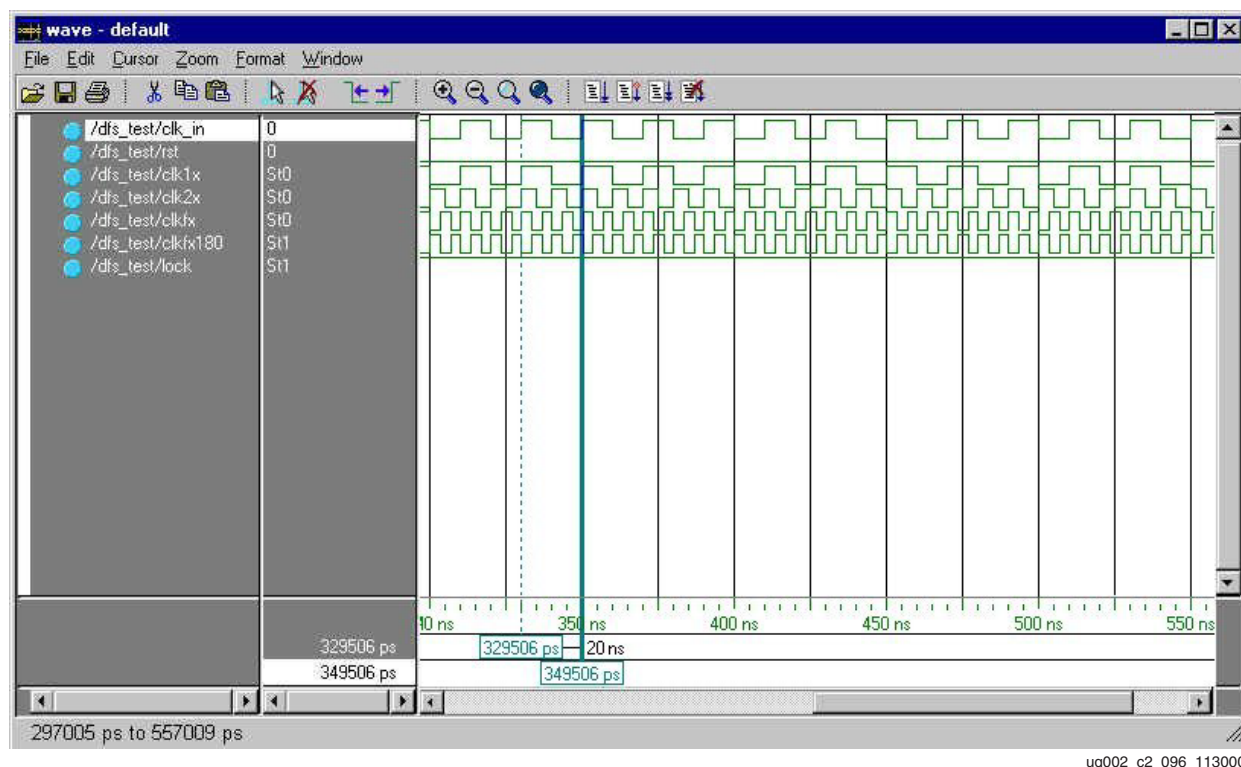 wave - default
File Edit Cursor Zoom Format Window
/dfs_test/clk_in 0
/dfs_test/rst 0
/dfs_test/clk1x St0
/dfs_test/clk2x St0
/dfs_test/clkfx St0
/dfs_test/clkfx180 St1
/dfs_test/lock St1
350 ns 400 ns 450 ns 500 ns 550 ns
329506 ps 329506 ps 20 ns
349506 ps 349506 ps
297005 ps to 557009 ps
ug002_c2_096_113000